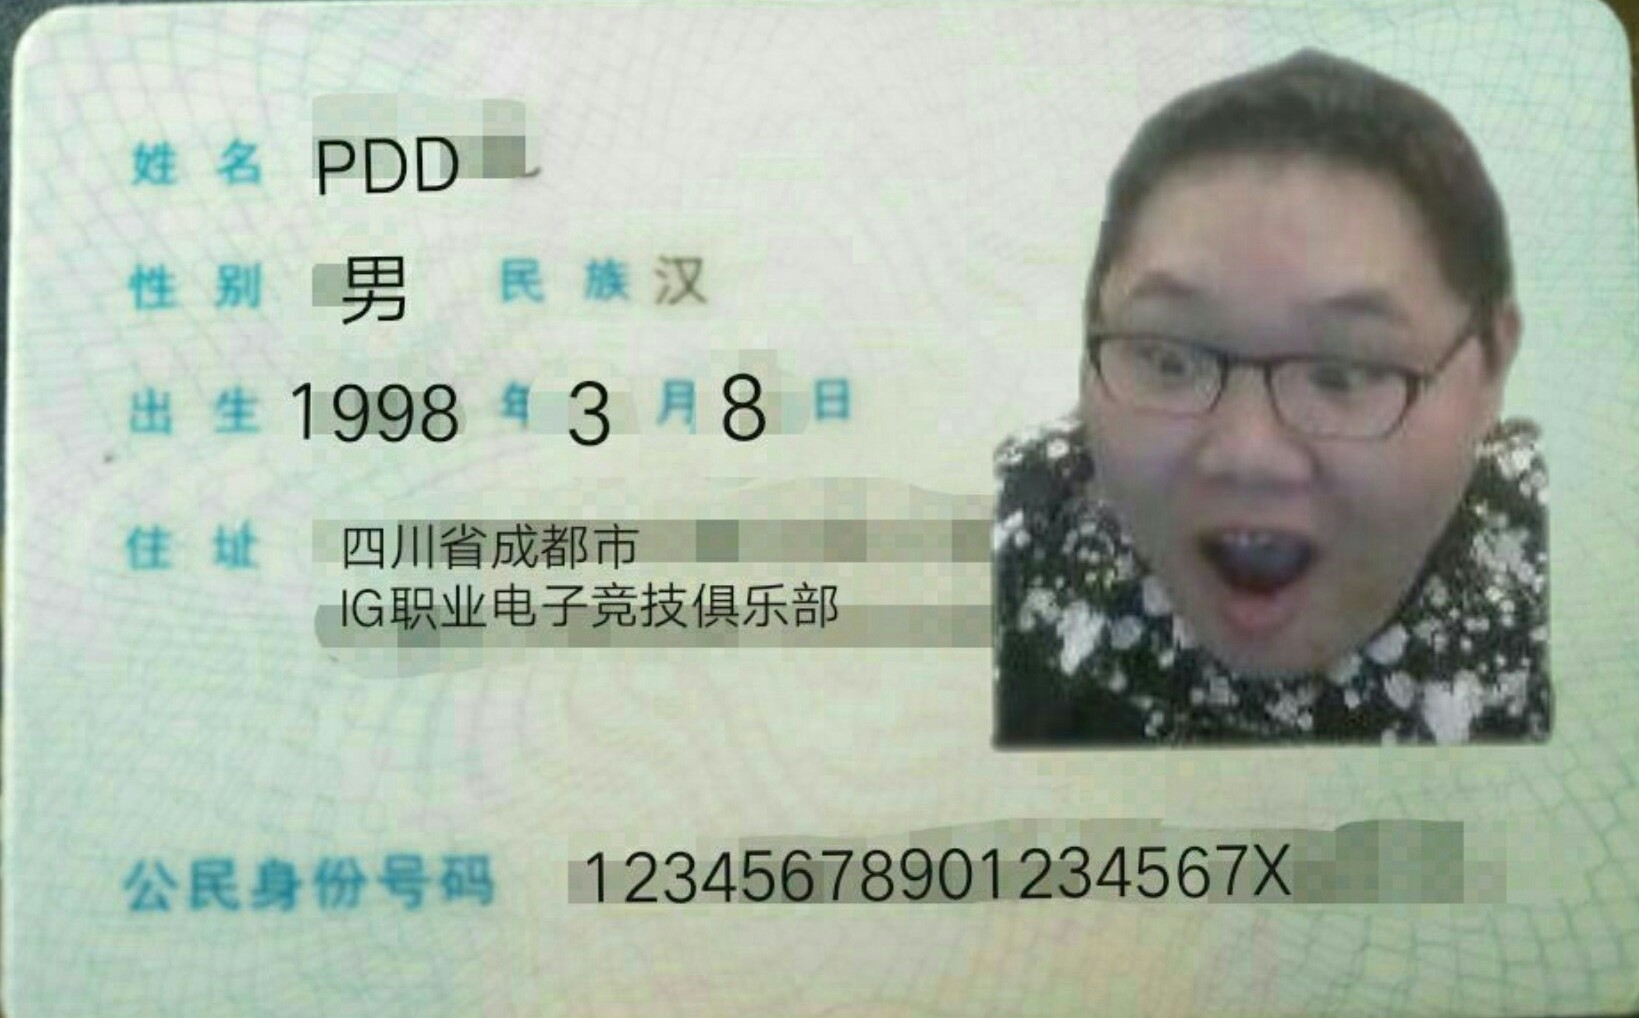 姓名 PDD
性别 男 民族 汉
出生 1998 年 3 月 8 日
住址 四川省成都市
IG职业电子竞技俱乐部
公民身份号码 12345678901234567X